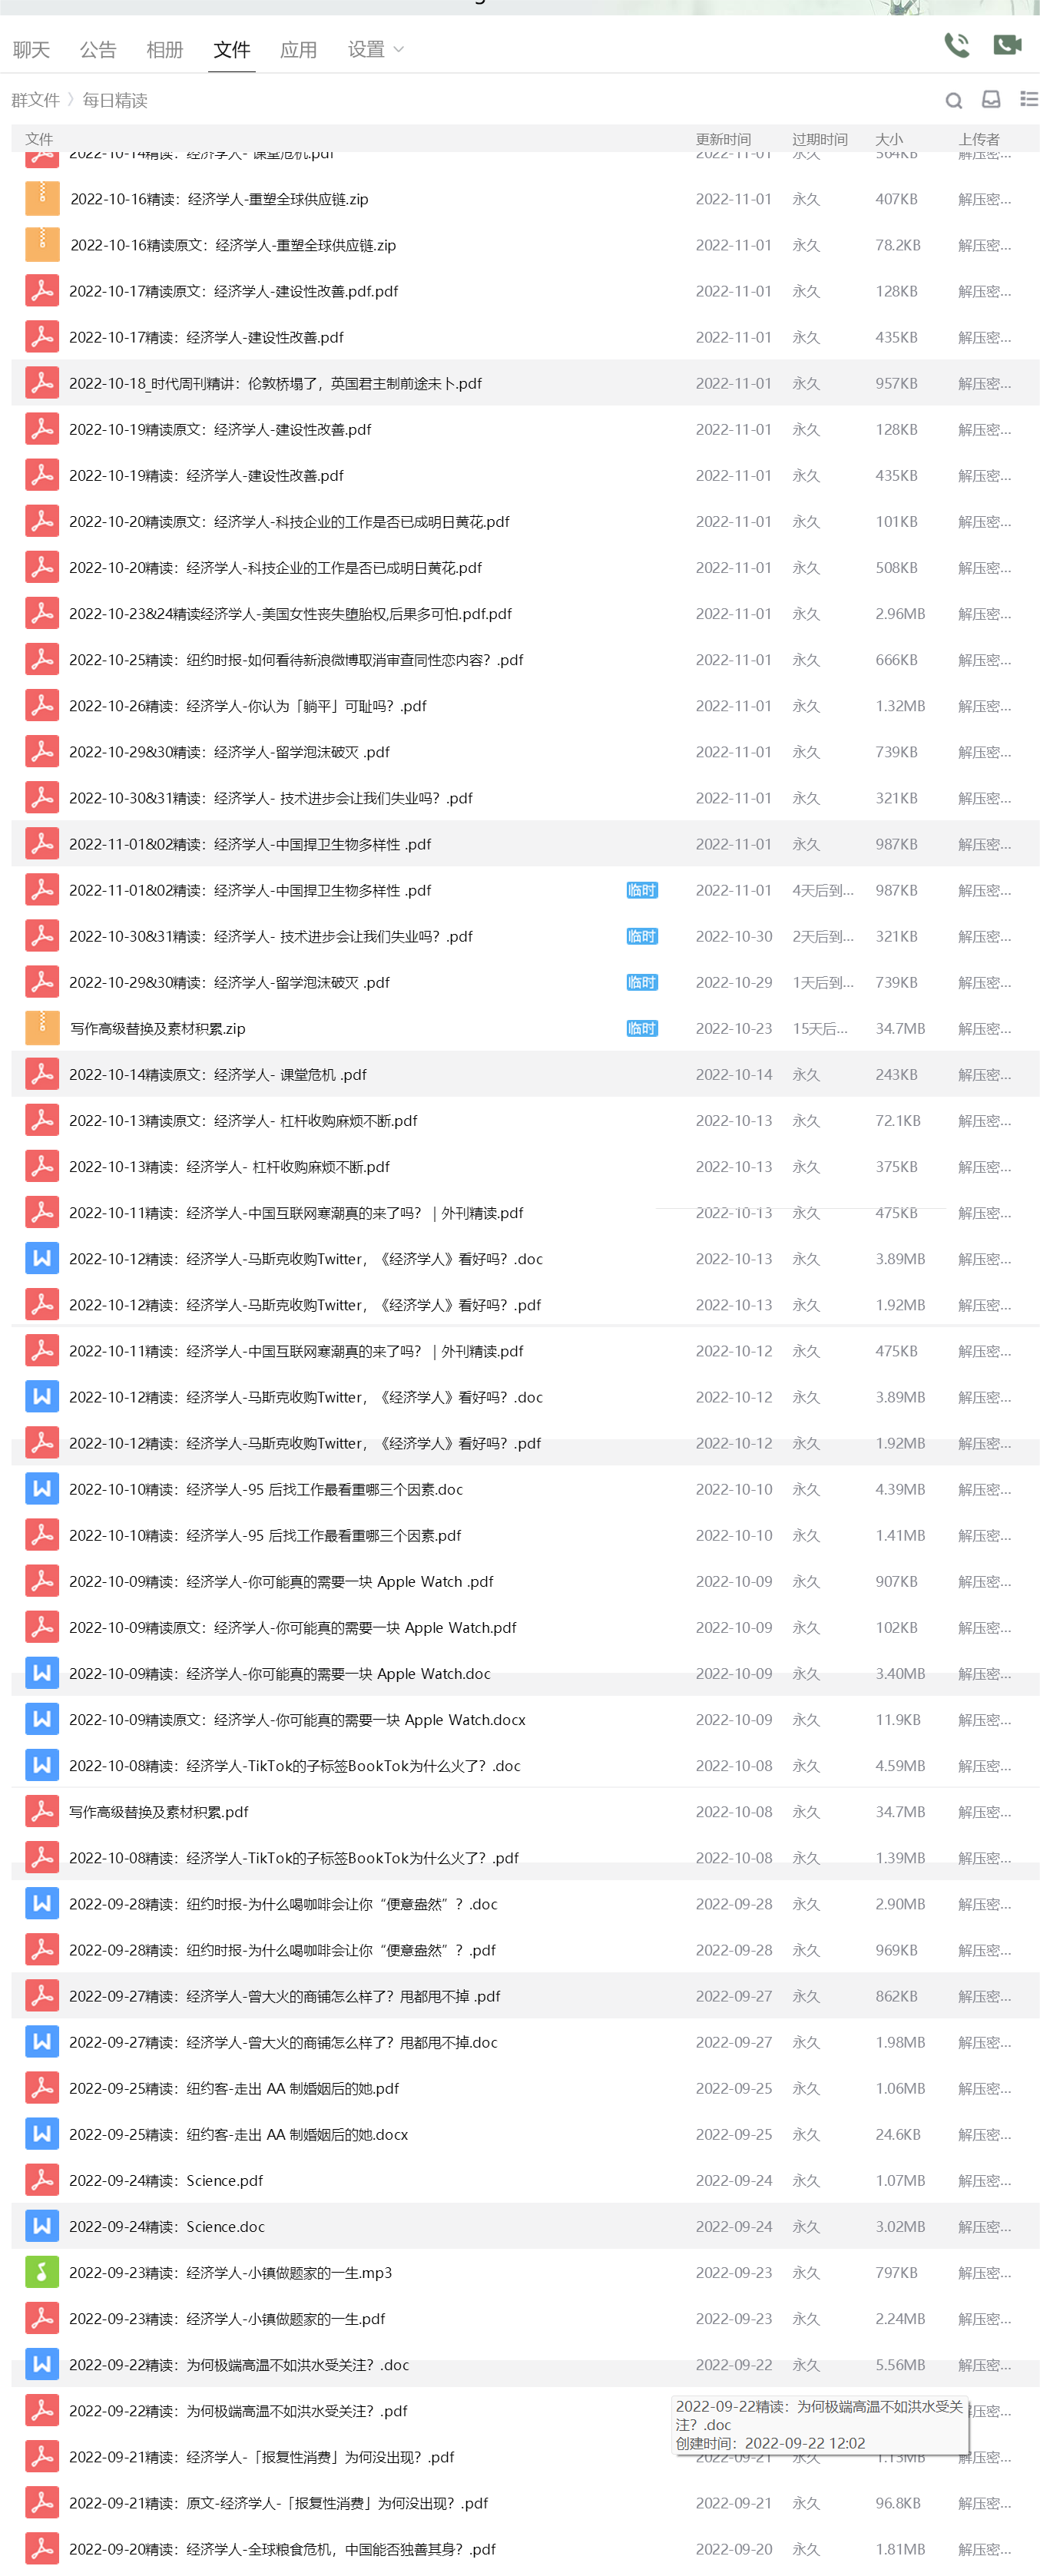 聊天 公告 相册 文件 应用 设置
群文件 〉每日精读
文件 更新时间 过期时间 大小 上传者
2022-10-14精读：经济学人- 课堂危机.pdf 2022-11-01 永久 564KB 解压密...
2022-10-16精读：经济学人-重塑全球供应链.zip 2022-11-01 永久 407KB 解压密...
2022-10-16精读原文：经济学人-重塑全球供应链.zip 2022-11-01 永久 78.2KB 解压密...
2022-10-17精读原文：经济学人-建设性改善.pdf.pdf 2022-11-01 永久 128KB 解压密...
2022-10-17精读：经济学人-建设性改善.pdf 2022-11-01 永久 435KB 解压密...
2022-10-18_时代周刊精讲：伦敦桥塌了，英国君主制前途未卜.pdf 2022-11-01 永久 957KB 解压密...
2022-10-19精读原文：经济学人-建设性改善.pdf 2022-11-01 永久 128KB 解压密...
2022-10-19精读：经济学人-建设性改善.pdf 2022-11-01 永久 435KB 解压密...
2022-10-20精读原文：经济学人-科技企业的工作是否已成明日黄花.pdf 2022-11-01 永久 101KB 解压密...
2022-10-20精读：经济学人-科技企业的工作是否已成明日黄花.pdf 2022-11-01 永久 508KB 解压密...
2022-10-23&24精读经济学人-美国女性丧失堕胎权,后果多可怕.pdf.pdf 2022-11-01 永久 2.96MB 解压密...
2022-10-25精读：纽约时报-如何看待新浪微博取消审查同性恋内容？.pdf 2022-11-01 永久 666KB 解压密...
2022-10-26精读：经济学人-你认为「躺平」可耻吗？.pdf 2022-11-01 永久 1.32MB 解压密...
2022-10-29&30精读：经济学人-留学泡沫破灭 .pdf 2022-11-01 永久 739KB 解压密...
2022-10-30&31精读：经济学人- 技术进步会让我们失业吗？.pdf 2022-11-01 永久 321KB 解压密...
2022-11-01&02精读：经济学人-中国捍卫生物多样性 .pdf 2022-11-01 永久 987KB 解压密...
2022-11-01&02精读：经济学人-中国捍卫生物多样性 .pdf 临时 2022-11-01 4天后到... 987KB 解压密...
2022-10-30&31精读：经济学人- 技术进步会让我们失业吗？.pdf 临时 2022-10-30 2天后到... 321KB 解压密...
2022-10-29&30精读：经济学人-留学泡沫破灭 .pdf 临时 2022-10-29 1天后到... 739KB 解压密...
写作高级替换及素材积累.zip 临时 2022-10-23 15天后... 34.7MB 解压密...
2022-10-14精读原文：经济学人- 课堂危机 .pdf 2022-10-14 永久 243KB 解压密...
2022-10-13精读原文：经济学人- 杠杆收购麻烦不断.pdf 2022-10-13 永久 72.1KB 解压密...
2022-10-13精读：经济学人- 杠杆收购麻烦不断.pdf 2022-10-13 永久 375KB 解压密...
2022-10-11精读：经济学人-中国互联网寒潮真的来了吗？ | 外刊精读.pdf 2022-10-13 永久 475KB 解压密...
2022-10-12精读：经济学人-马斯克收购Twitter，《经济学人》看好吗？.doc 2022-10-13 永久 3.89MB 解压密...
2022-10-12精读：经济学人-马斯克收购Twitter，《经济学人》看好吗？.pdf 2022-10-13 永久 1.92MB 解压密...
2022-10-11精读：经济学人-中国互联网寒潮真的来了吗？ | 外刊精读.pdf 2022-10-12 永久 475KB 解压密...
2022-10-12精读：经济学人-马斯克收购Twitter，《经济学人》看好吗？.doc 2022-10-12 永久 3.89MB 解压密...
2022-10-12精读：经济学人-马斯克收购Twitter，《经济学人》看好吗？.pdf 2022-10-12 永久 1.92MB 解压密...
2022-10-10精读：经济学人-95 后找工作最看重哪三个因素.doc 2022-10-10 永久 4.39MB 解压密...
2022-10-10精读：经济学人-95 后找工作最看重哪三个因素.pdf 2022-10-10 永久 1.41MB 解压密...
2022-10-09精读：经济学人-你可能真的需要一块 Apple Watch .pdf 2022-10-09 永久 907KB 解压密...
2022-10-09精读原文：经济学人-你可能真的需要一块 Apple Watch.pdf 2022-10-09 永久 102KB 解压密...
2022-10-09精读：经济学人-你可能真的需要一块 Apple Watch.doc 2022-10-09 永久 3.40MB 解压密...
2022-10-09精读原文：经济学人-你可能真的需要一块 Apple Watch.docx 2022-10-09 永久 11.9KB 解压密...
2022-10-08精读：经济学人-TikTok的子标签BookTok为什么火了？.doc 2022-10-08 永久 4.59MB 解压密...
写作高级替换及素材积累.pdf 2022-10-08 永久 34.7MB 解压密...
2022-10-08精读：经济学人-TikTok的子标签BookTok为什么火了？.pdf 2022-10-08 永久 1.39MB 解压密...
2022-09-28精读：纽约时报-为什么喝咖啡会让你“便意盎然”？.doc 2022-09-28 永久 2.90MB 解压密...
2022-09-28精读：纽约时报-为什么喝咖啡会让你“便意盎然”？.pdf 2022-09-28 永久 969KB 解压密...
2022-09-27精读：经济学人-曾大火的商铺怎么样了？甩都甩不掉 .pdf 2022-09-27 永久 862KB 解压密...
2022-09-27精读：经济学人-曾大火的商铺怎么样了？甩都甩不掉.doc 2022-09-27 永久 1.98MB 解压密...
2022-09-25精读：纽约客-走出 AA 制婚姻后的她.pdf 2022-09-25 永久 1.06MB 解压密...
2022-09-25精读：纽约客-走出 AA 制婚姻后的她.docx 2022-09-25 永久 24.6KB 解压密...
2022-09-24精读：Science.pdf 2022-09-24 永久 1.07MB 解压密...
2022-09-24精读：Science.doc 2022-09-24 永久 3.02MB 解压密...
2022-09-23精读：经济学人-小镇做题家的一生.mp3 2022-09-23 永久 797KB 解压密...
2022-09-23精读：经济学人-小镇做题家的一生.pdf 2022-09-23 永久 2.24MB 解压密...
2022-09-22精读：为何极端高温不如洪水受关注？.doc 2022-09-22 永久 5.56MB 解压密...
2022-09-22精读：为何极端高温不如洪水受关注？.pdf 压密...
2022-09-22精读：为何极端高温不如洪水受关
注？.doc
创建时间：2022-09-22 12:02
2022-09-21精读：经济学人-「报复性消费」为何没出现？.pdf 2022-09-21 永久 1.13MB 解压密...
2022-09-21精读：原文-经济学人-「报复性消费」为何没出现？.pdf 2022-09-21 永久 96.8KB 解压密...
2022-09-20精读：经济学人-全球粮食危机，中国能否独善其身？.pdf 2022-09-20 永久 1.81MB 解压密...